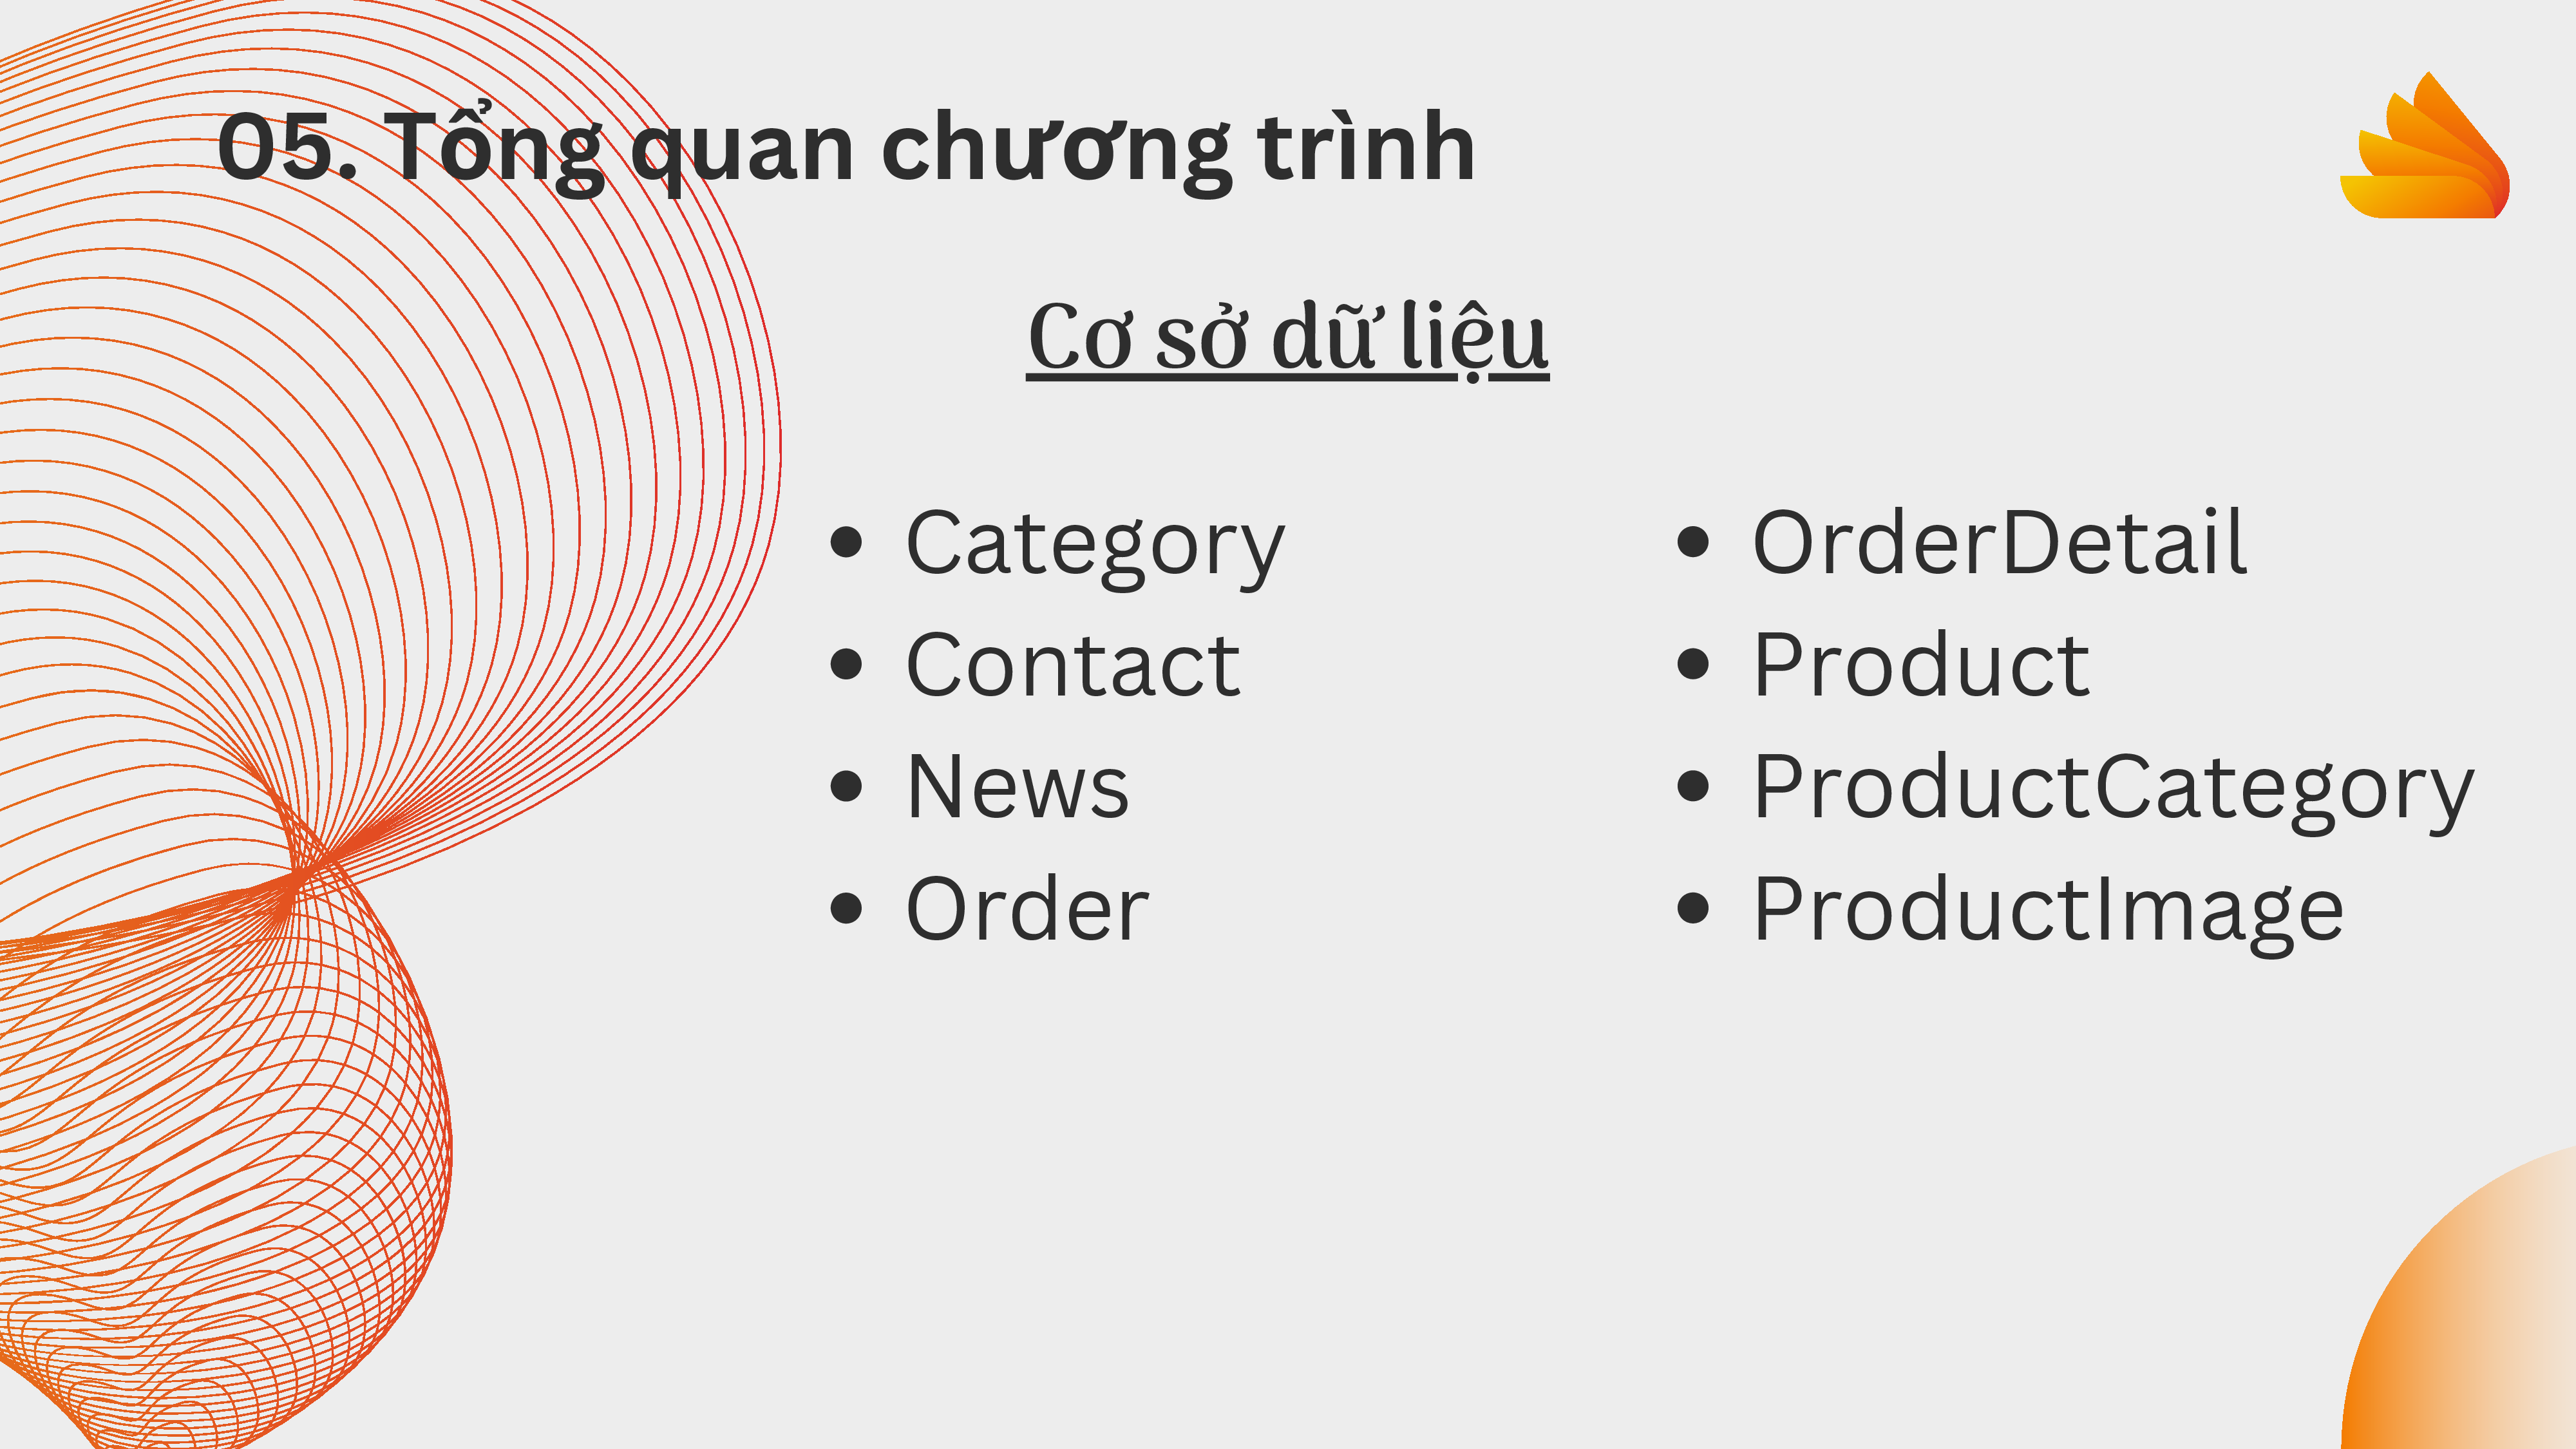 05. Tổng quan chương trình
Cơ sở dữ liệu
• Category
• Contact
• News
• Order
• OrderDetail
• Product
• ProductCategory
• ProductImage